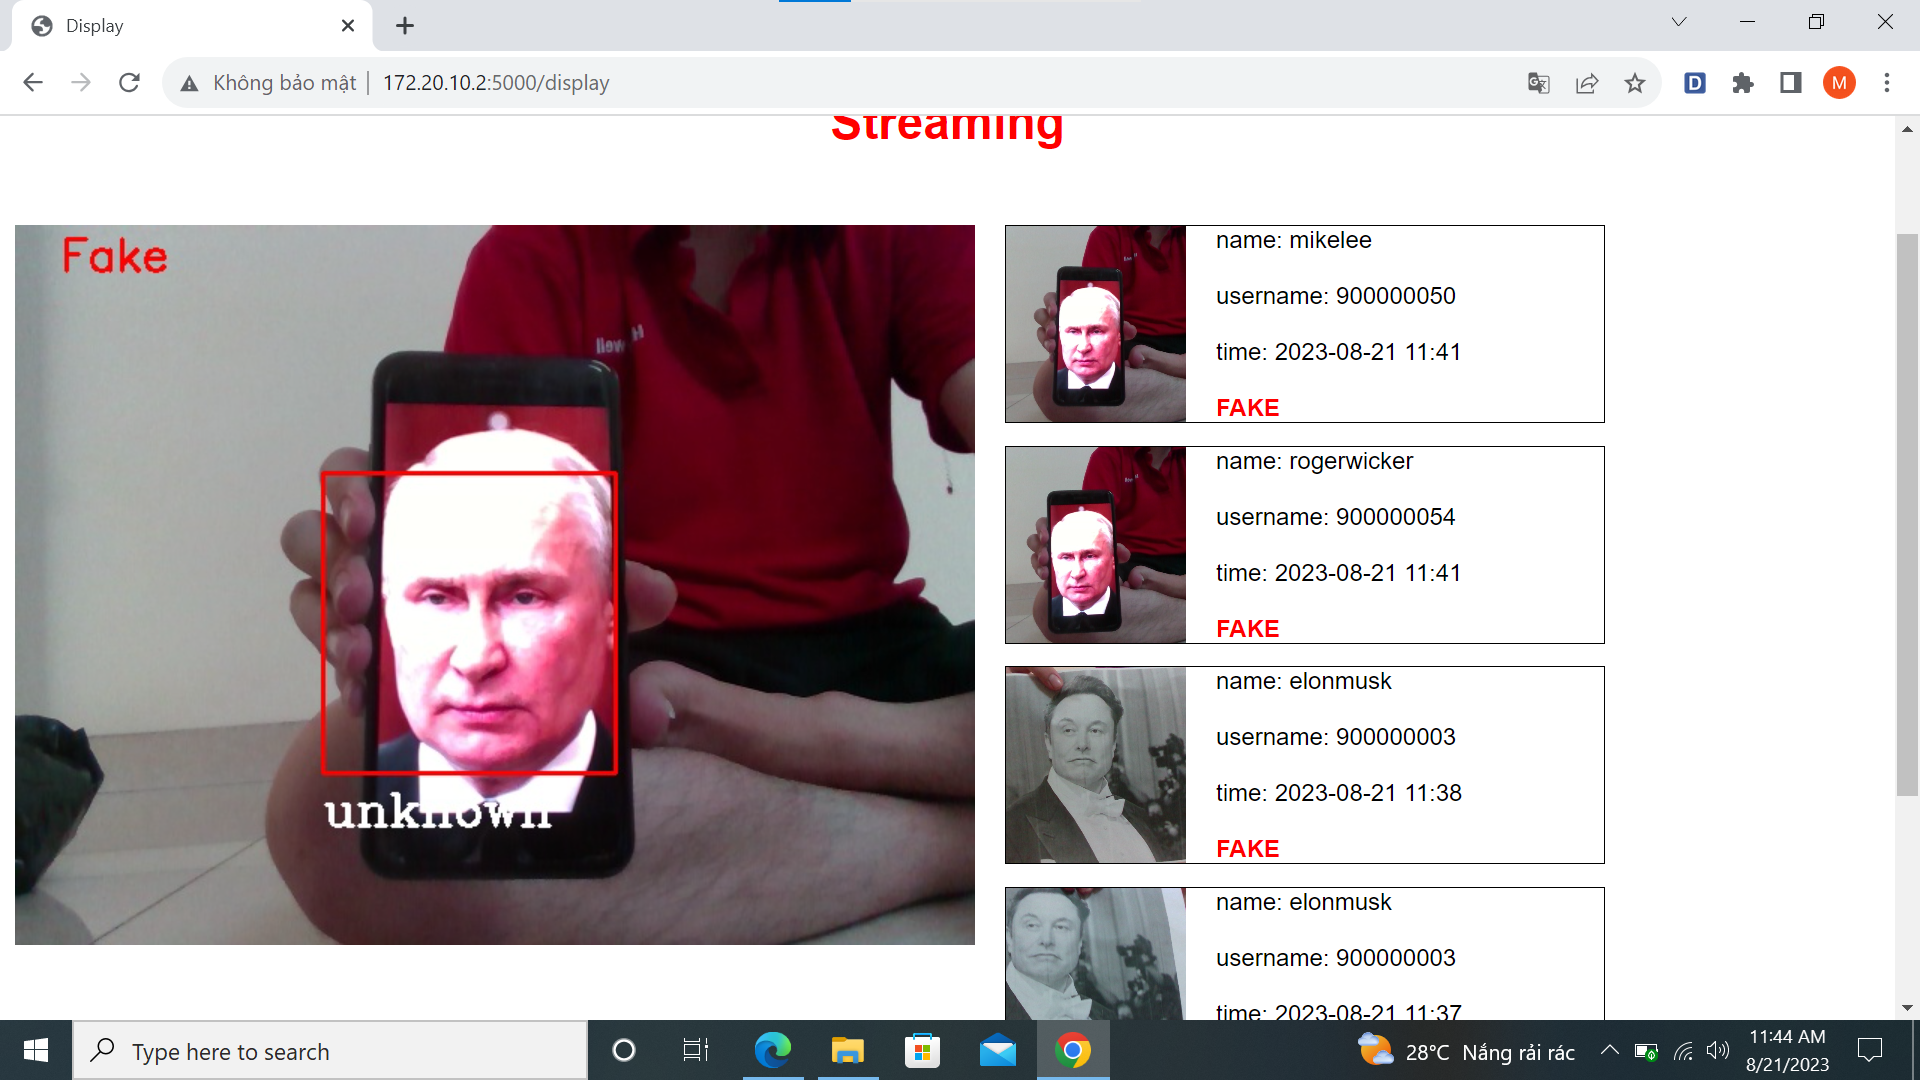 Display
Không bảo mật
172.20.10.2:5000/display
M
Streaming
Fake
unknown
name: mikelee
username: 900000050
time: 2023-08-21 11:41
FAKE
name: rogerwicker
username: 900000054
time: 2023-08-21 11:41
FAKE
name: elonmusk
username: 900000003
time: 2023-08-21 11:38
FAKE
name: elonmusk
username: 900000003
time: 2023-08-21 11:37
Type here to search
28°C Nắng rải rác
11:44 AM
8/21/2023